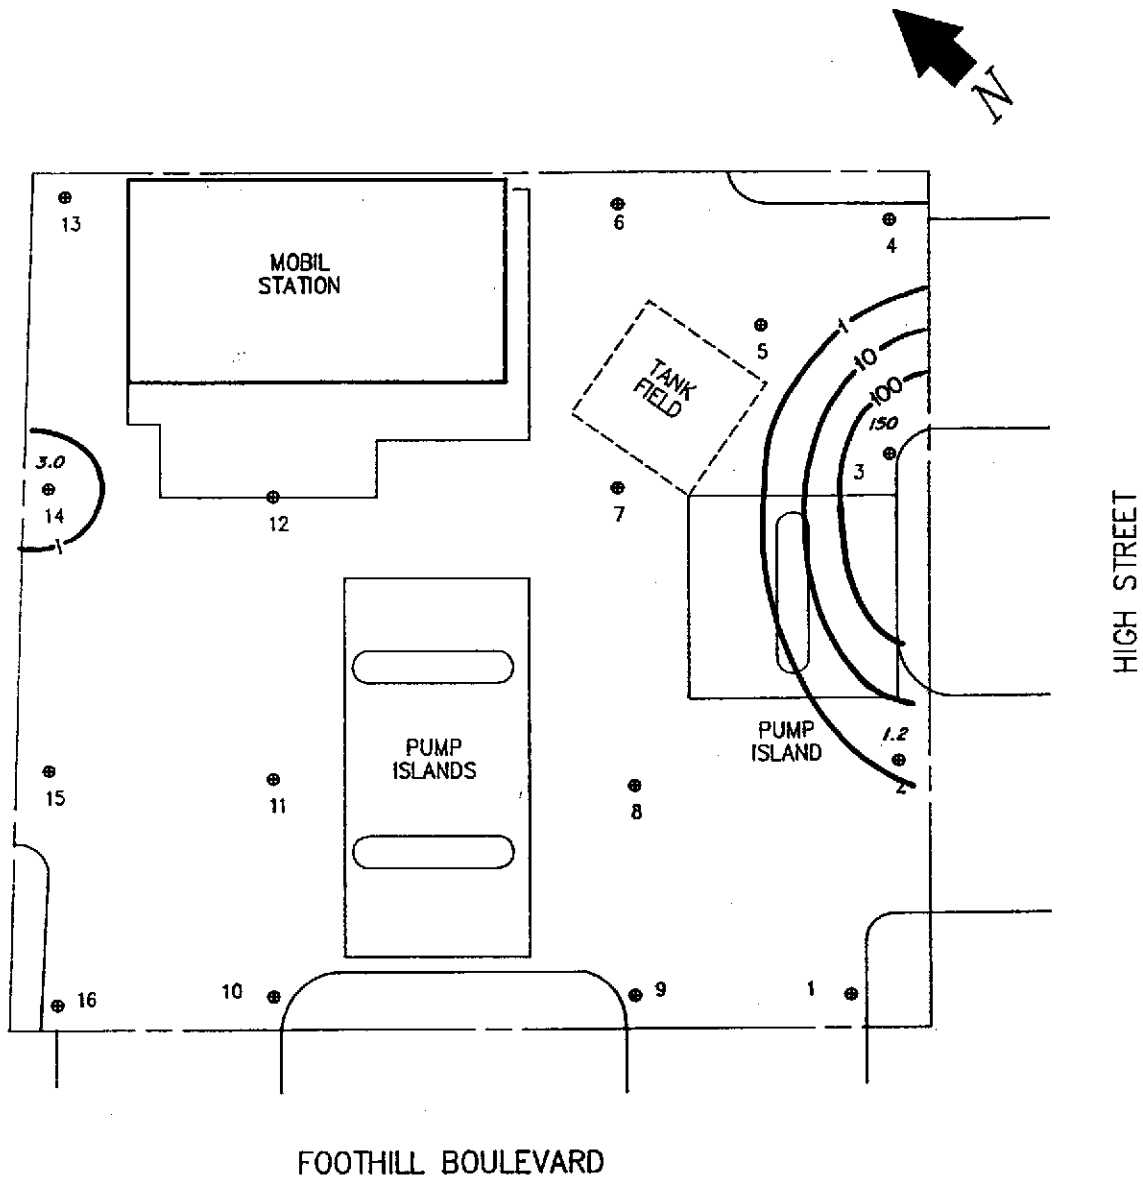 N
13
6
4
MOBIL
STATION
1
5
10
TANK
FIELD
100
150
3
3.0
14
12
7
1
HIGH STREET
PUMP
ISLAND
1.2
2
PUMP
ISLANDS
15
11
8
16
10
9
1
FOOTHILL BOULEVARD